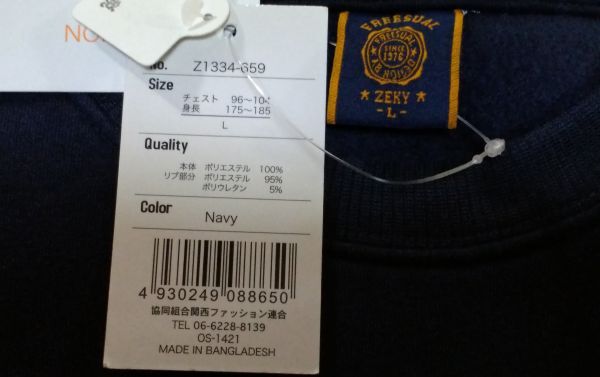 No. Z1334-659
Size
チェスト 96～104
身長 175～185
L
Quality
本体 ポリエステル 100%
リブ部分 ポリエステル 95%
ポリウレタン 5%
Color
Navy
4 930249 088650
協同組合関西ファッション連合
TEL 06-6228-8139
OS-1421
MADE IN BANGLADESH
FREESUAL
FREESUAL
SINCE
1976
DESIGN BY
★ ZEKY ★
- L -